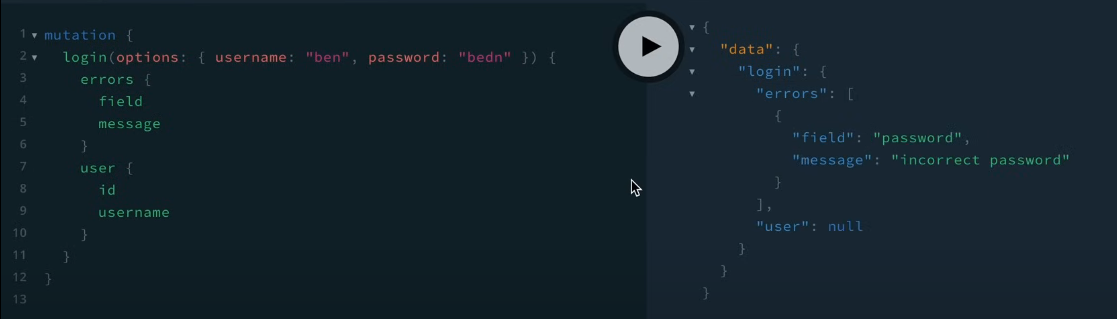 1 mutation {
2 login(options: { username: "ben", password: "bedn" }) {
3 errors {
4 field
5 message
6 }
7 user {
8 id
9 username
10 }
11 }
12 }
13
{
"data": {
"login": {
"errors": [
{
"field": "password",
"message": "incorrect password"
}
],
"user": null
}
}
}